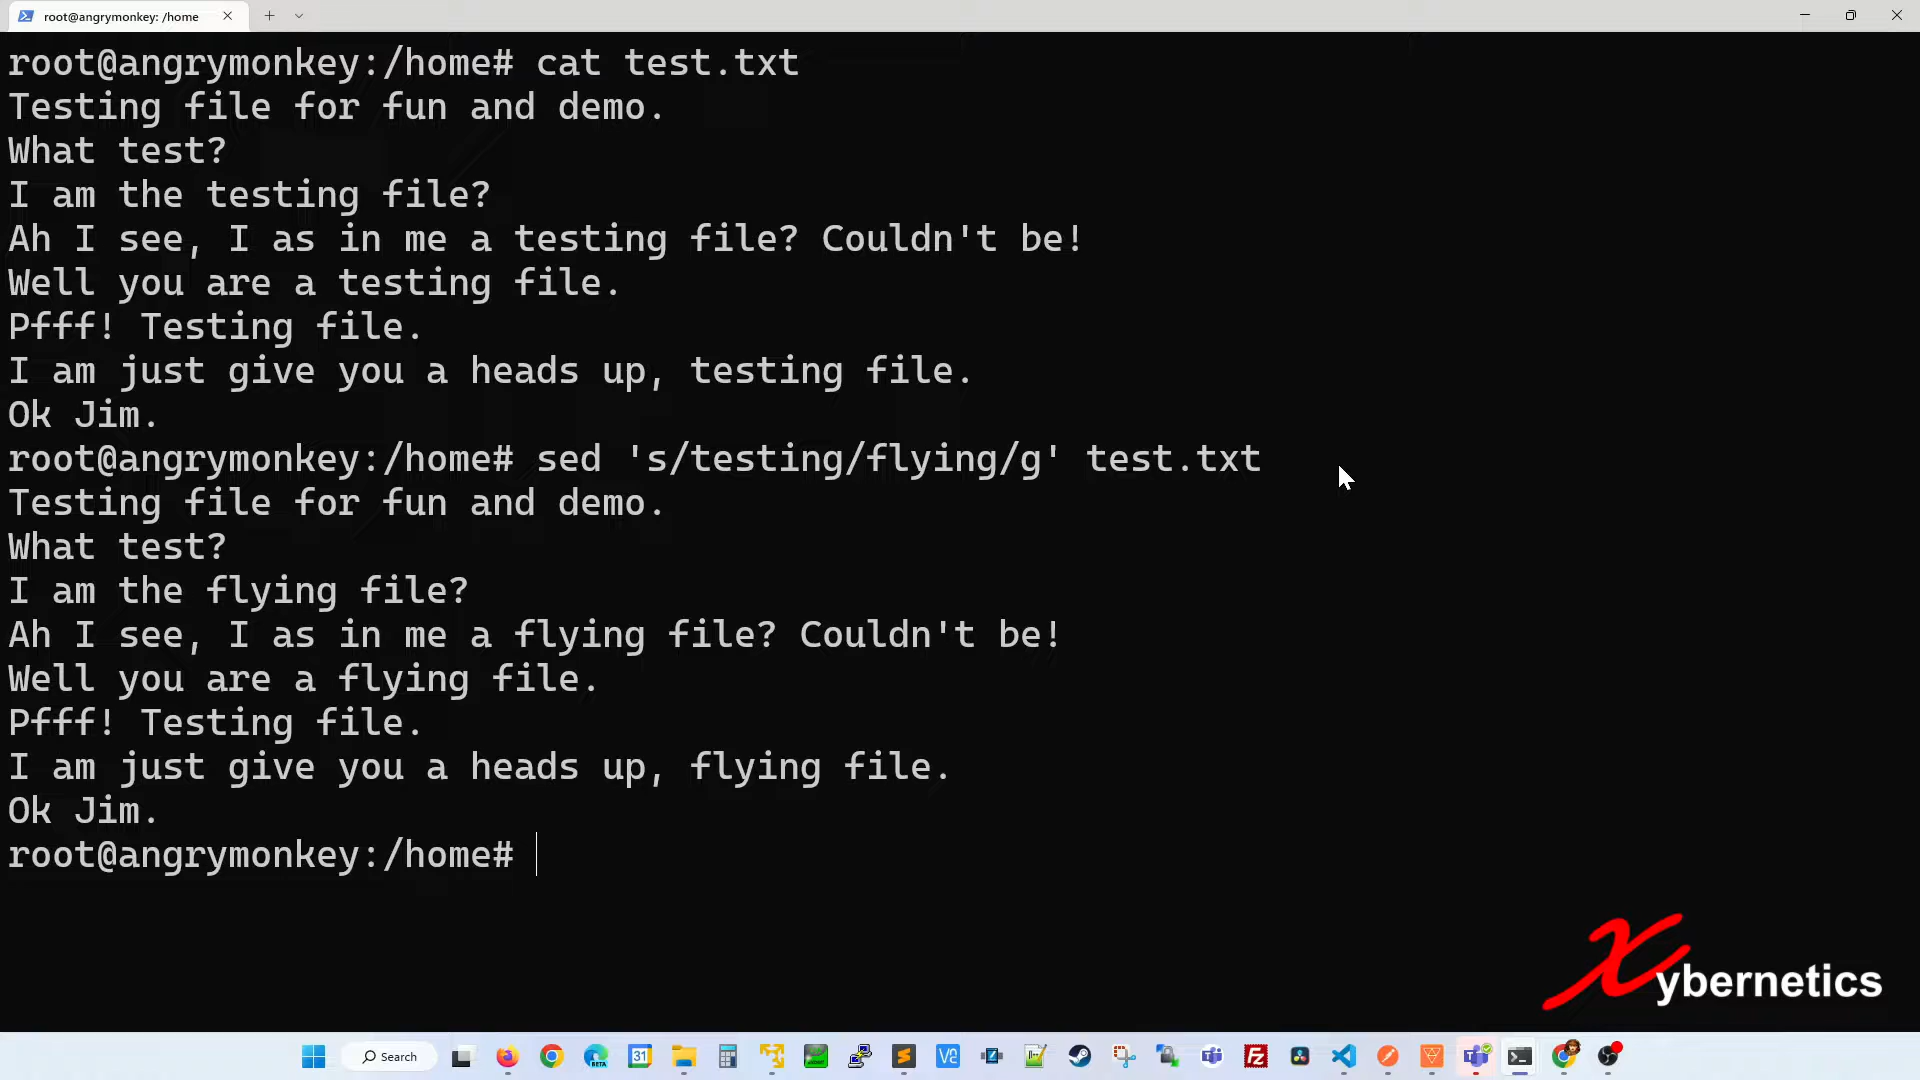 root@angrymonkey: /home
root@angrymonkey:/home# cat test.txt
Testing file for fun and demo.
What test?
I am the testing file?
Ah I see, I as in me a testing file? Couldn't be!
Well you are a testing file.
Pfff! Testing file.
I am just give you a heads up, testing file.
Ok Jim.
root@angrymonkey:/home# sed 's/testing/flying/g' test.txt
Testing file for fun and demo.
What test?
I am the flying file?
Ah I see, I as in me a flying file? Couldn't be!
Well you are a flying file.
Pfff! Testing file.
I am just give you a heads up, flying file.
Ok Jim.
root@angrymonkey:/home#
Xybernetics
Search
BETA
31